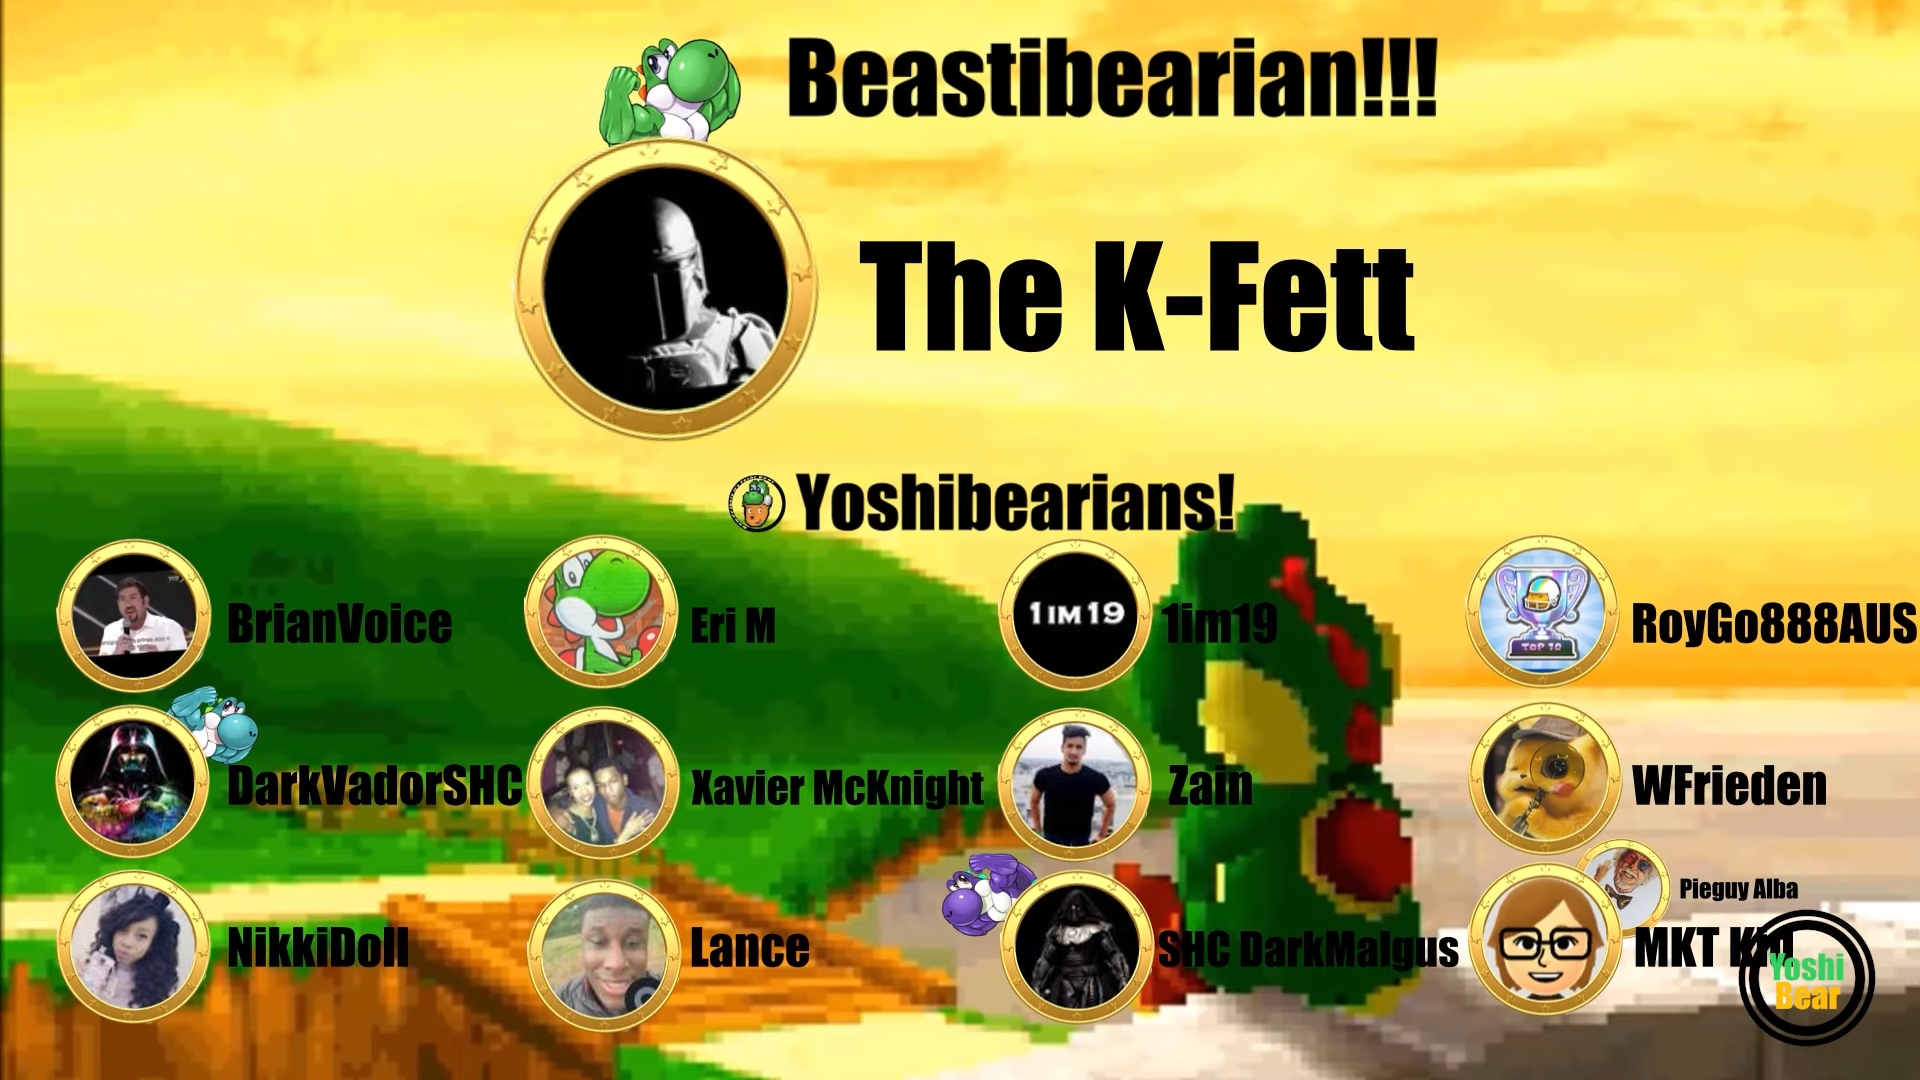 Beastibearian!!!
The K-Fett
Yoshibearians!
BrianVoice
Eri M
1IM19
1im19
TOP 10
RoyGo888AUS
DarkVadorSHC
Xavier McKnight
Zain
WFrieden
Pieguy Alba
NikkiDoll
Lance
SHC DarkMalgus
MKT Kid
Yoshi
Bear